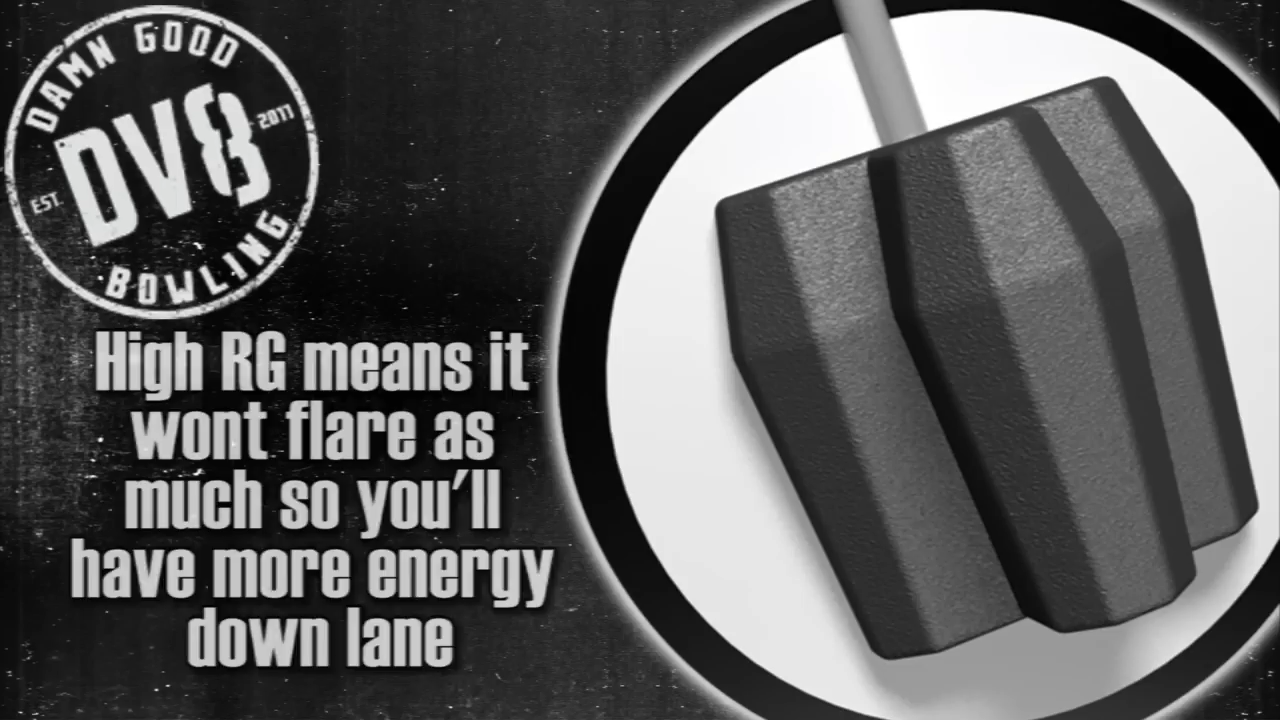 DAMN GOOD
EST. DV8 2017
BOWLING
High RG means it
wont flare as
much so you'll
have more energy
down lane